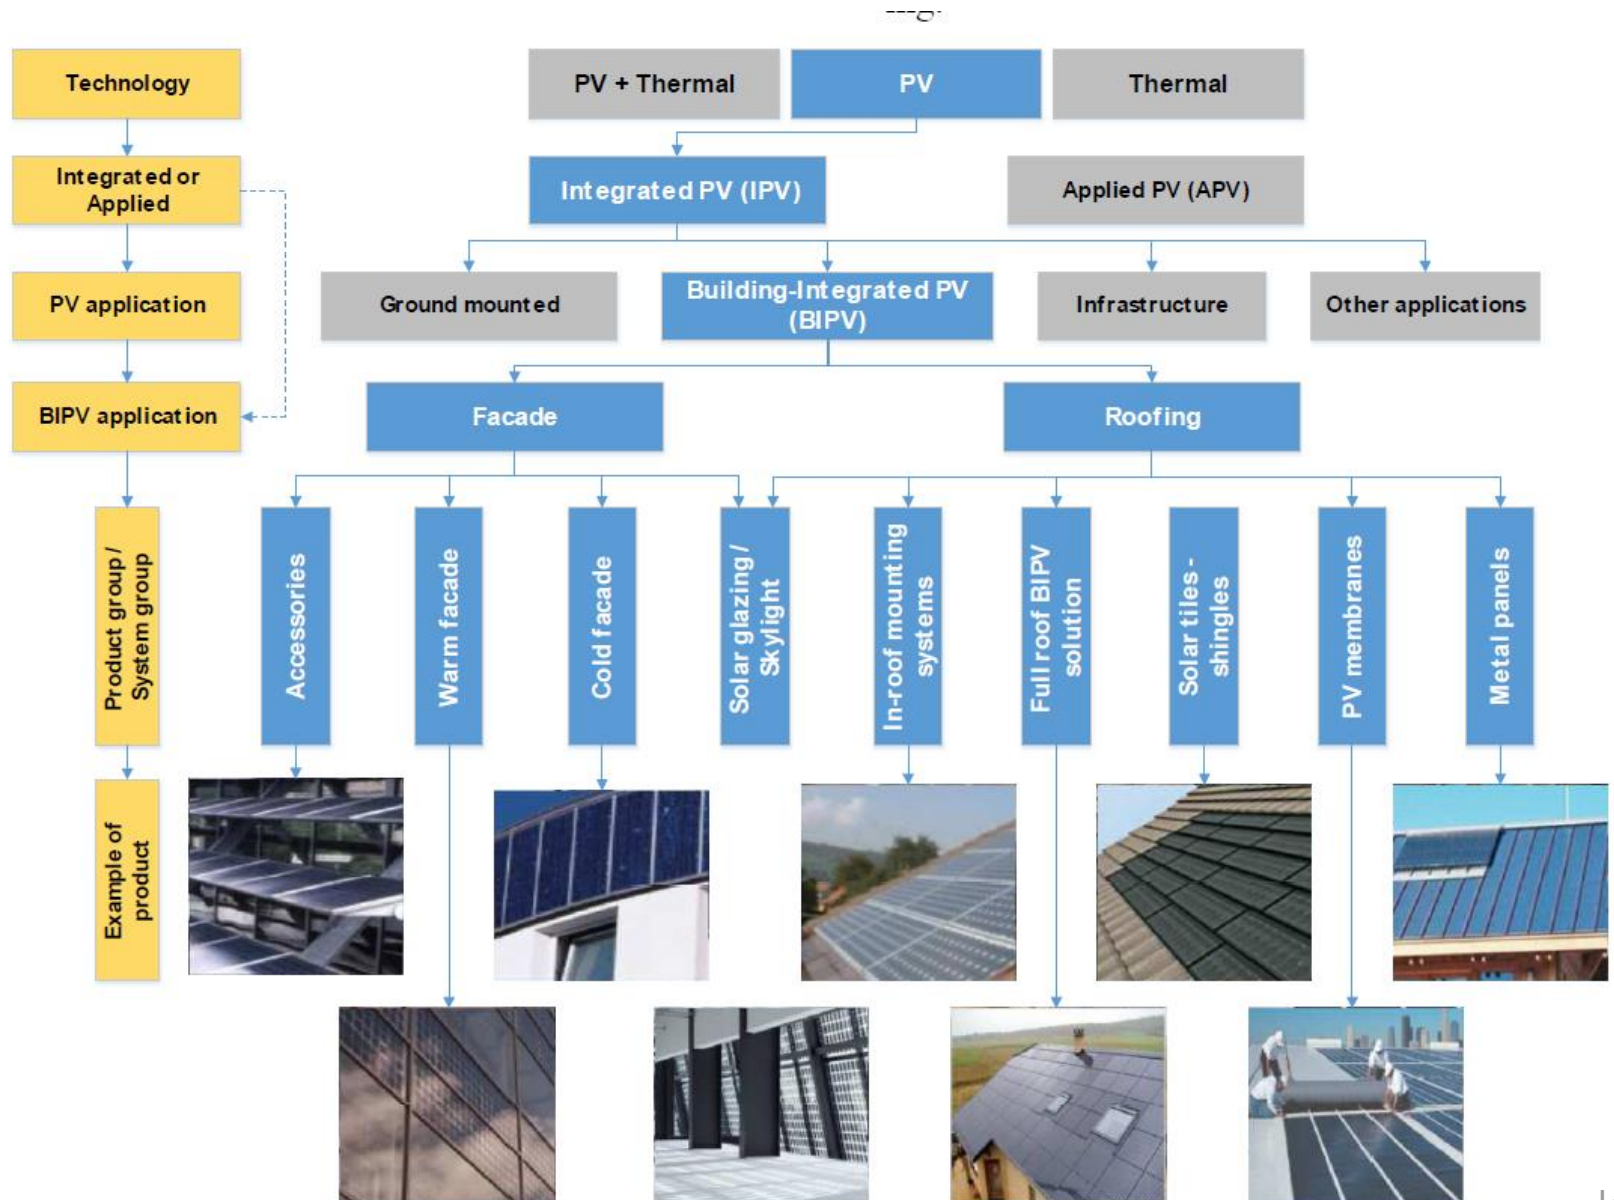 Technology
PV + Thermal
PV
Thermal
Integrated or
Applied
Integrated PV (IPV)
Applied PV (APV)
PV application
Ground mounted
Building-Integrated PV
(BIPV)
Infrastructure
Other applications
BIPV application
Facade
Roofing
Product group /
System group
Accessories
Warm facade
Cold facade
Solar glazing /
Skylight
In-roof mounting
systems
Full roof BIPV
solution
Solar tiles -
shingles
PV membranes
Metal panels
Example of
product